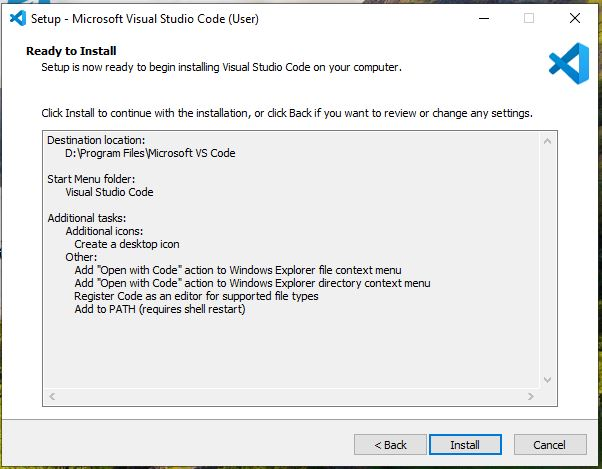 Setup - Microsoft Visual Studio Code (User)
Ready to Install
Setup is now ready to begin installing Visual Studio Code on your computer.
Click Install to continue with the installation, or click Back if you want to review or change any settings.
Destination location:
D:\Program Files\Microsoft VS Code
Start Menu folder:
Visual Studio Code
Additional tasks:
Additional icons:
Create a desktop icon
Other:
Add "Open with Code" action to Windows Explorer file context menu
Add "Open with Code" action to Windows Explorer directory context menu
Register Code as an editor for supported file types
Add to PATH (requires shell restart)
< Back Install Cancel